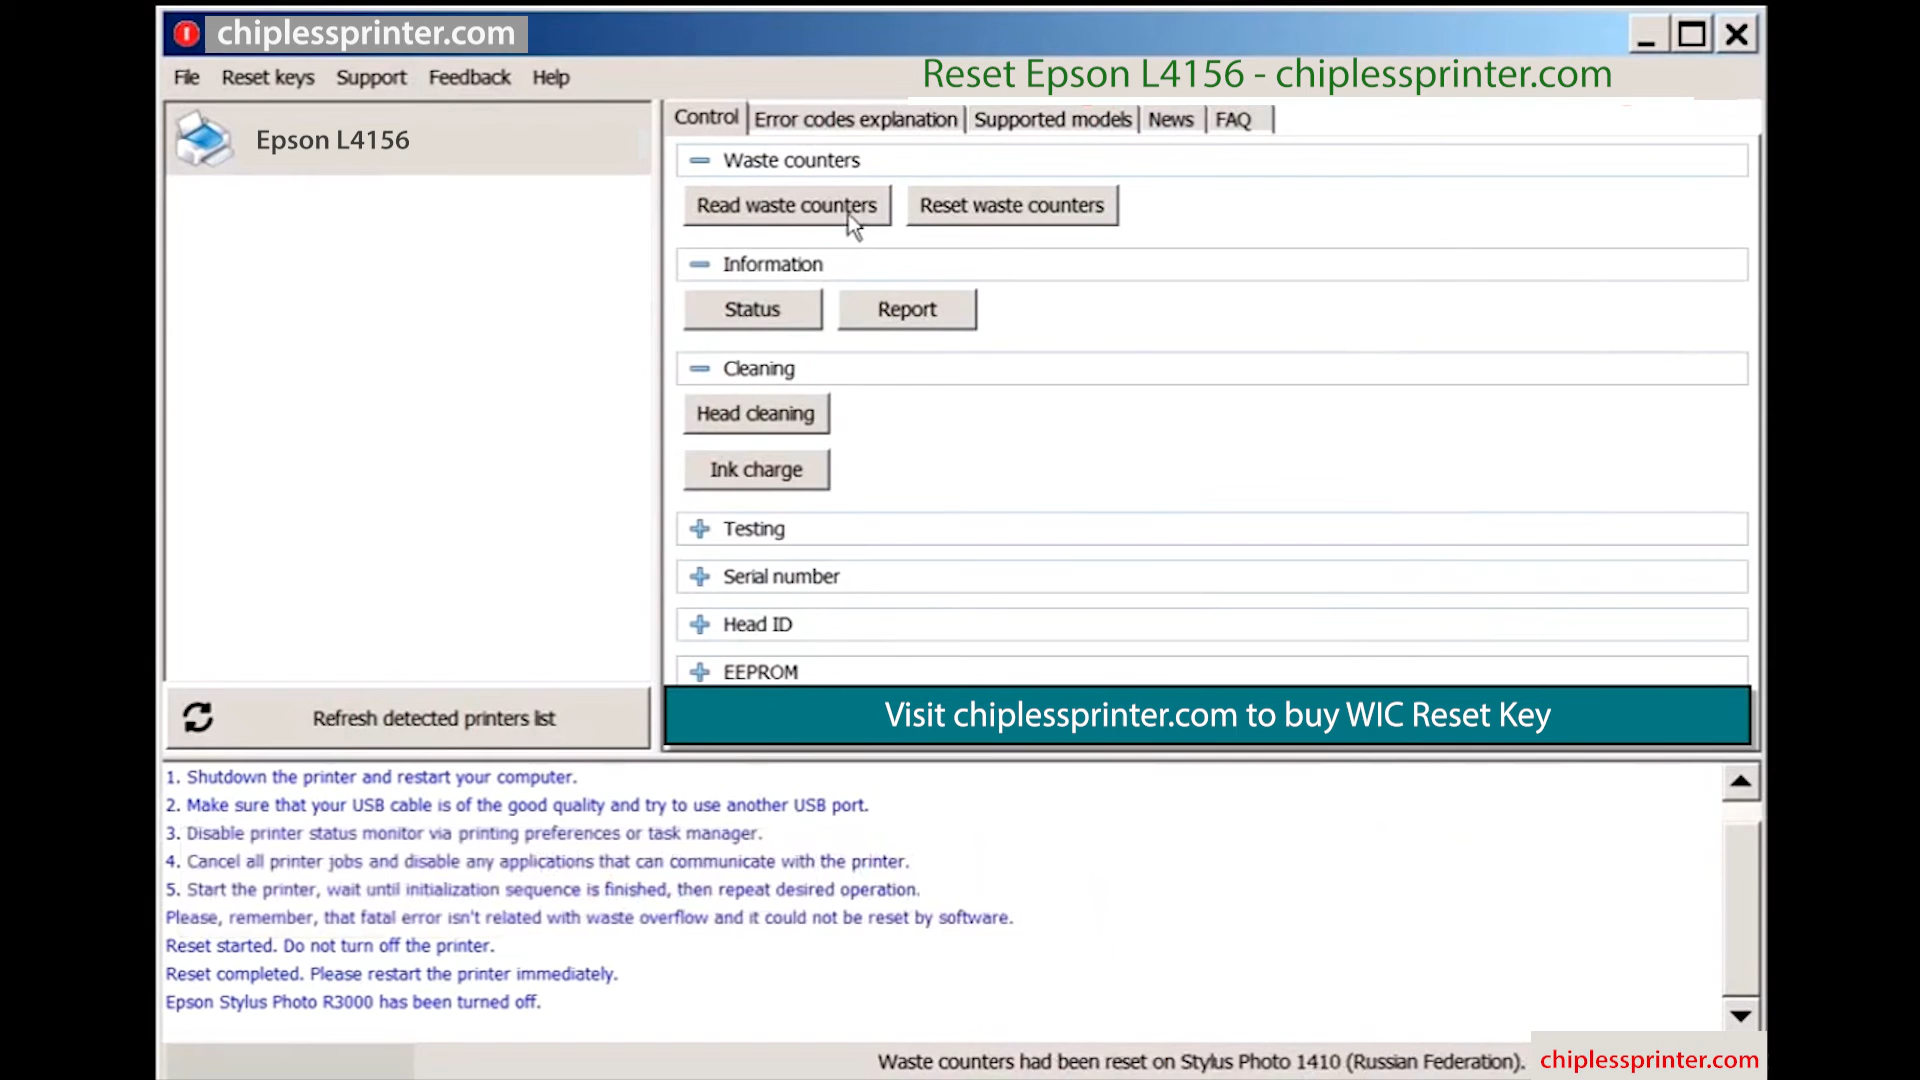 chiplessprinter.com
File Reset keys Support Feedback Help
Reset Epson L4156 - chiplessprinter.com
Epson L4156
Control Error codes explanation Supported models News FAQ
Waste counters
Read waste counters Reset waste counters
Information
Status Report
Cleaning
Head cleaning
Ink charge
Testing
Serial number
Head ID
EEPROM
Refresh detected printers list
Visit chiplessprinter.com to buy WIC Reset Key
1. Shutdown the printer and restart your computer.
2. Make sure that your USB cable is of the good quality and try to use another USB port.
3. Disable printer status monitor via printing preferences or task manager.
4. Cancel all printer jobs and disable any applications that can communicate with the printer.
5. Start the printer, wait until initialization sequence is finished, then repeat desired operation.
Please, remember, that fatal error isn't related with waste overflow and it could not be reset by software.
Reset started. Do not turn off the printer.
Reset completed. Please restart the printer immediately.
Epson Stylus Photo R3000 has been turned off.
Waste counters had been reset on Stylus Photo 1410 (Russian Federation).
chiplessprinter.com